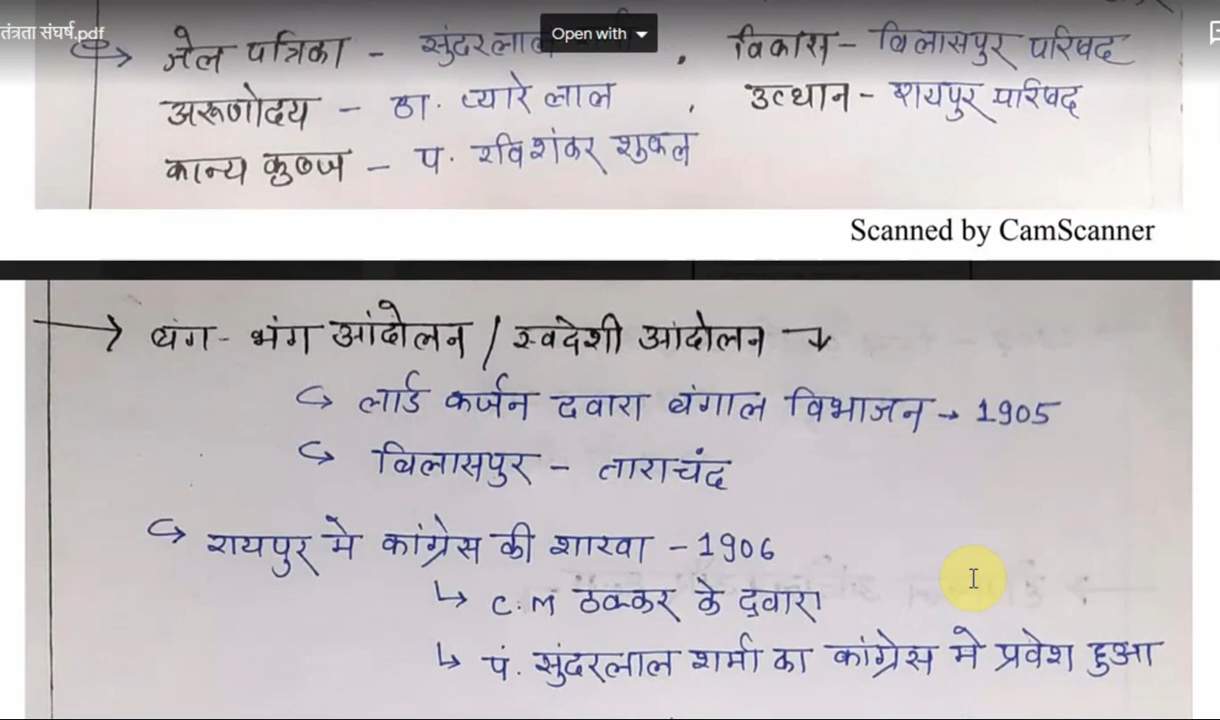 तंत्रता संघर्ष.pdf
Open with
जेल पत्रिका - सुंदरलाल , विकास - बिलासपुर परिषद
अरूणोदय - ठा. प्यारे लाल , उत्थान - रायपुर परिषद
कान्य कुब्ज - प. रविशंकर शुक्ल
Scanned by CamScanner
→ बंग - भंग आंदोलन / स्वदेशी आंदोलन
लार्ड कर्जन दवारा बंगाल विभाजन → 1905
बिलासपुर - ताराचंद
रायपुर मे कांग्रेस की शाखा - 1906
C.M ठक्कर के दवारा
पं. सुंदरलाल शर्मा का कांग्रेस मे प्रवेश हुआ